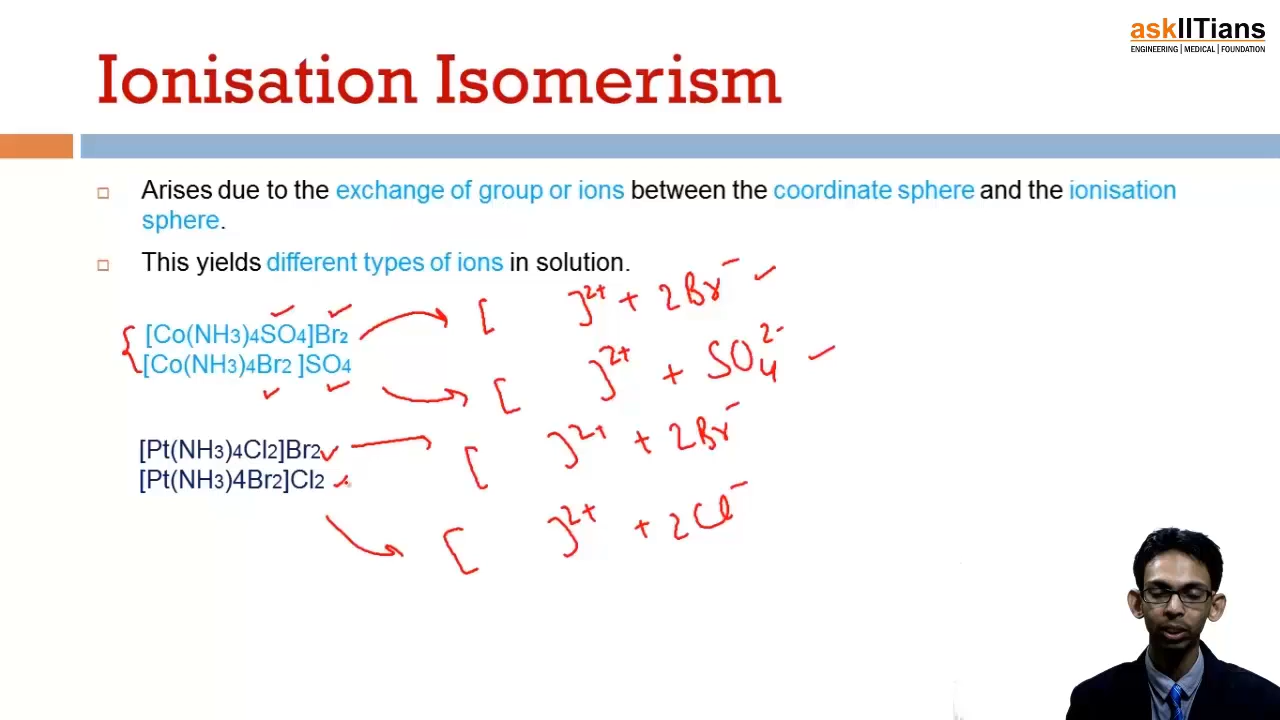 askIITians
ENGINEERING | MEDICAL | FOUNDATION
Ionisation Isomerism
Arises due to the exchange of group or ions between the coordinate sphere and the ionisation
sphere.
This yields different types of ions in solution.
[Co(NH3)4SO4]Br2
[Co(NH3)4Br2 ]SO4
[Pt(NH3)4Cl2]Br2
[Pt(NH3)4Br2]Cl2
[ ]2+ + 2Br-
[ ]2+ + SO4 2-
[ ]2+ + 2Br-
[ ]2+ + 2Cl-